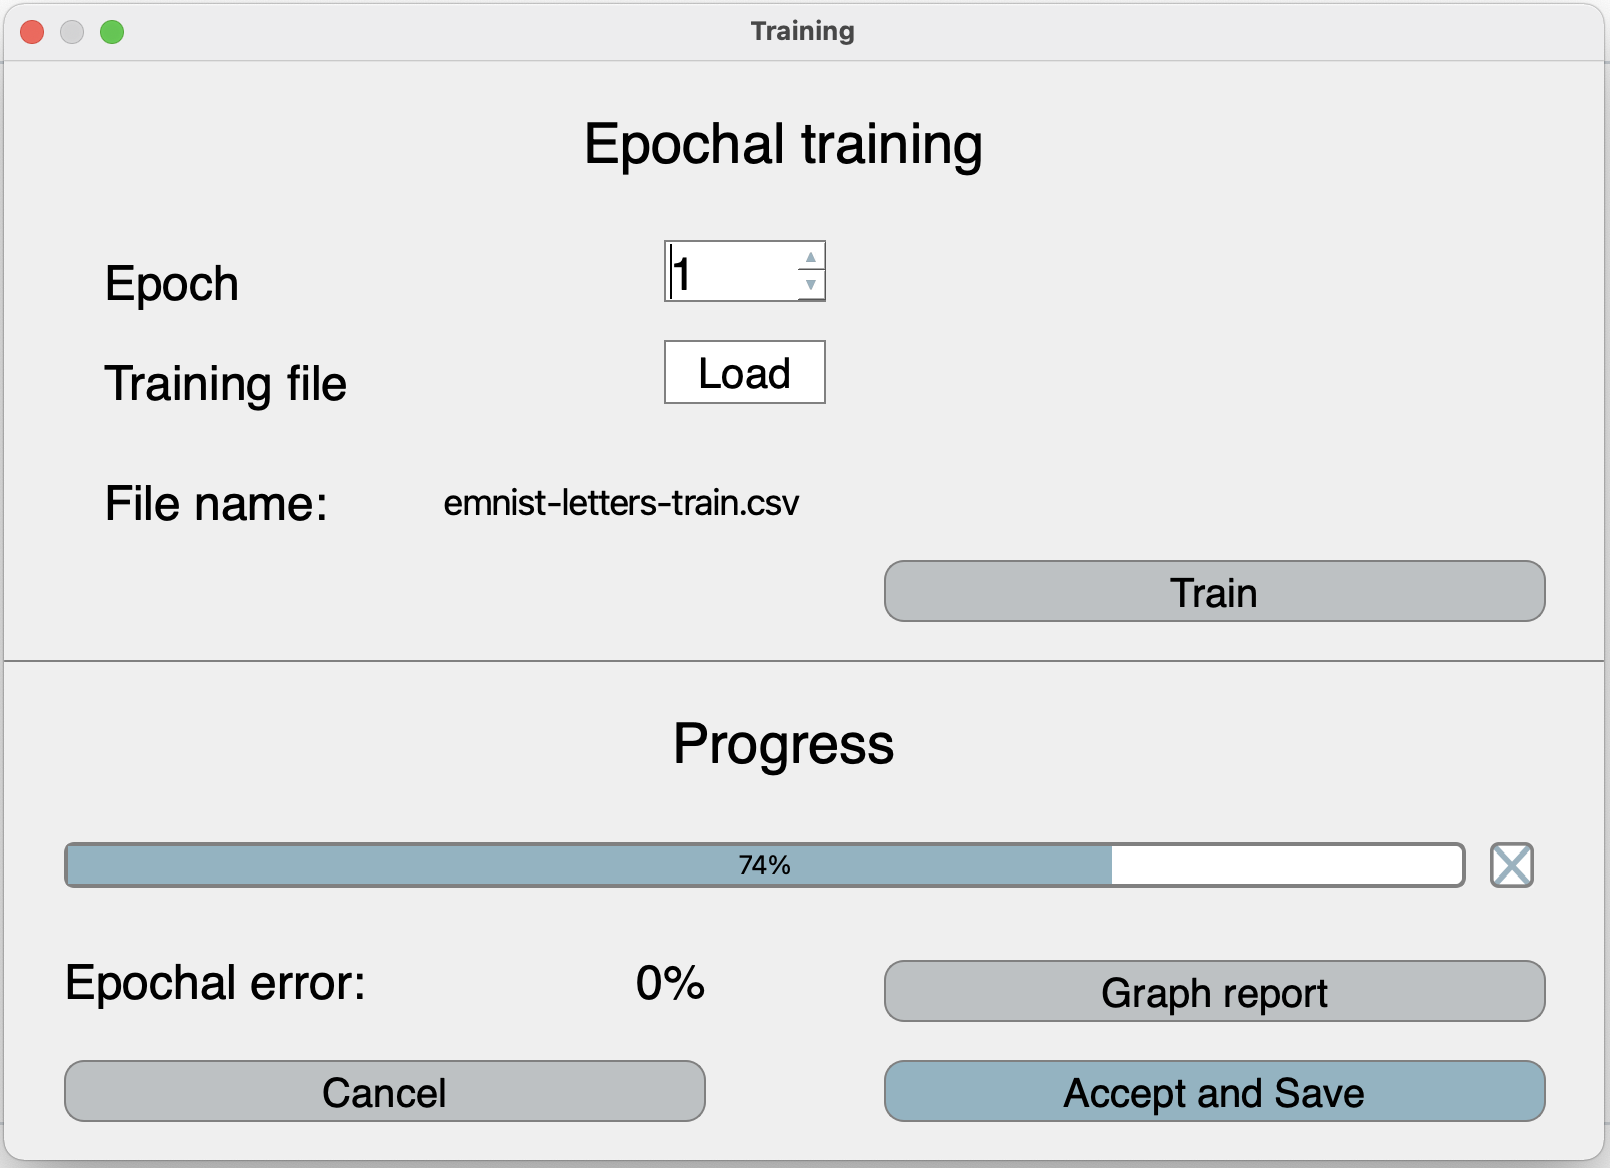 Training
Epochal training
Epoch 1
Training file Load
File name: emnist-letters-train.csv
Train
Progress
74%
Epochal error: 0%
Graph report
Cancel
Accept and Save